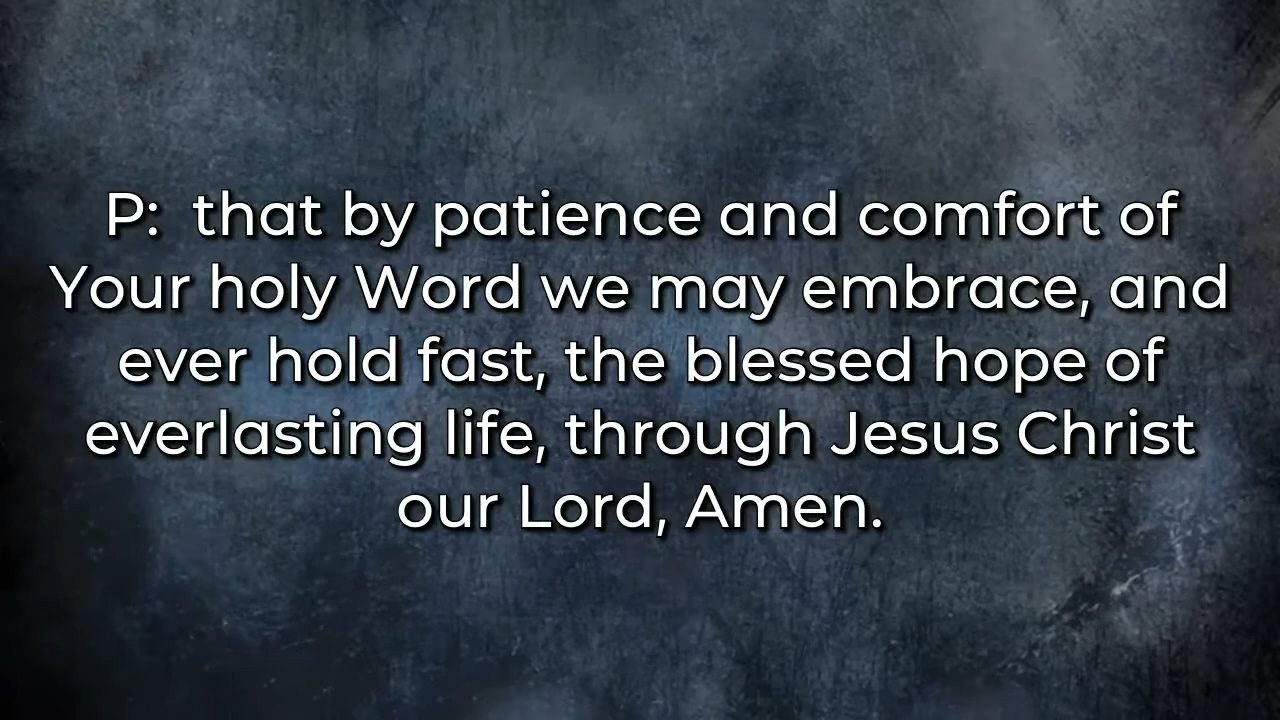 P:  that by patience and comfort of
Your holy Word we may embrace, and
ever hold fast, the blessed hope of
everlasting life, through Jesus Christ
our Lord, Amen.